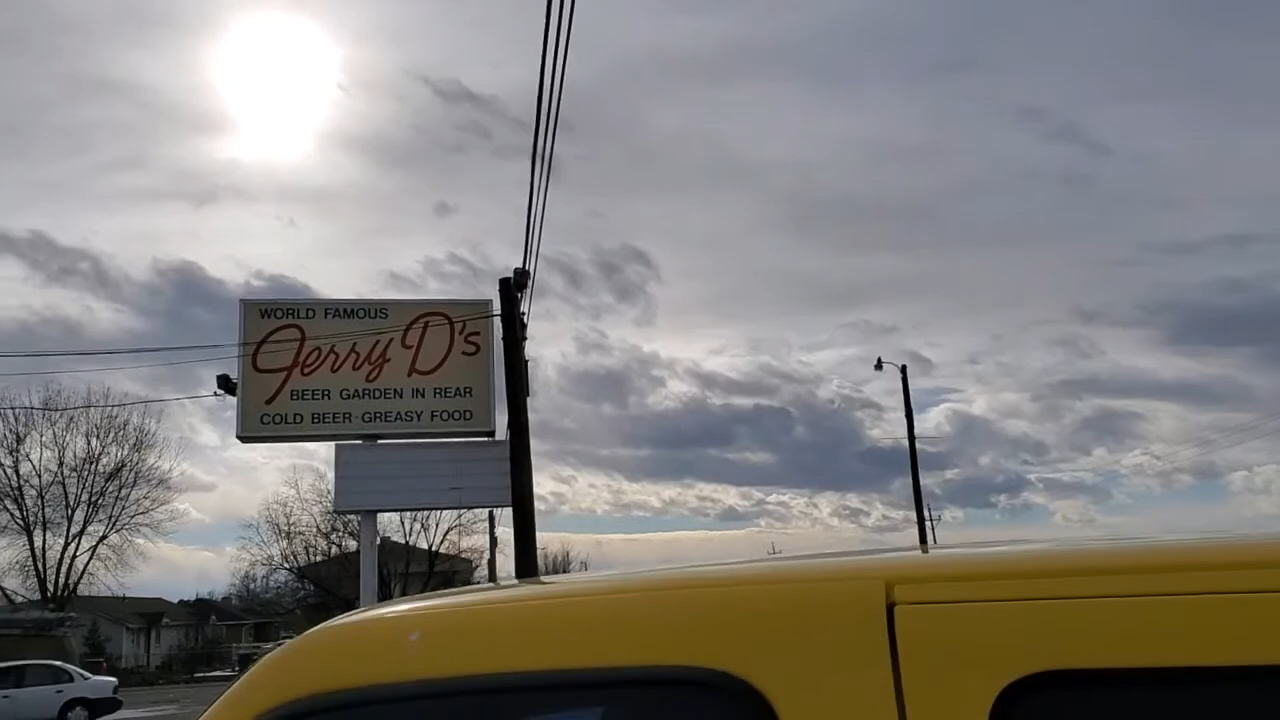 WORLD FAMOUS
Jerry D's
BEER GARDEN IN REAR
COLD BEER-GREASY FOOD